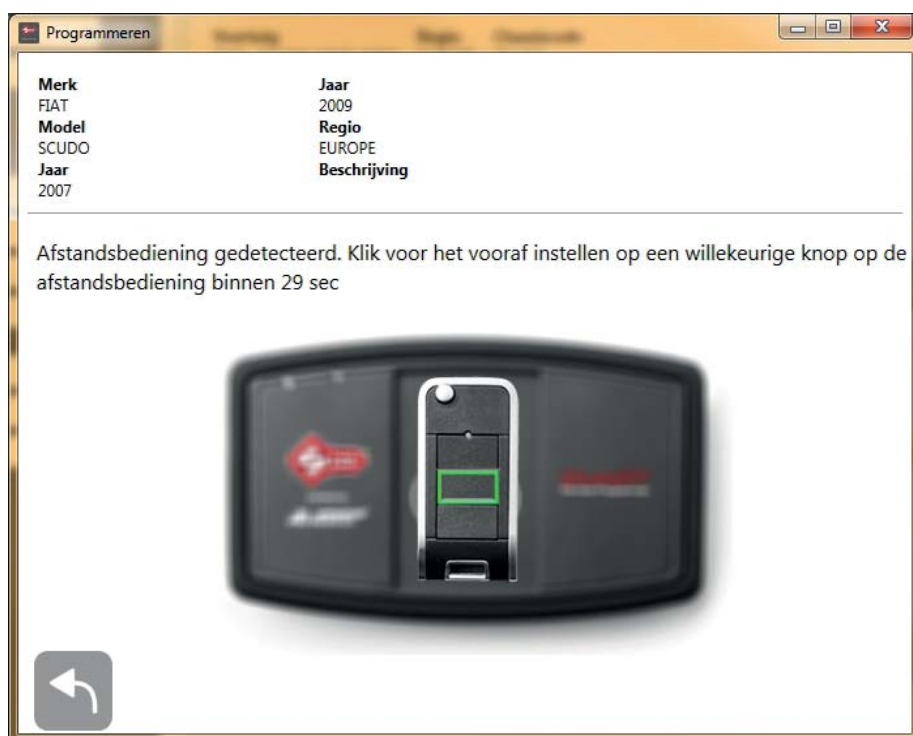 Programmeren
Merk
FIAT
Model
SCUDO
Jaar
2007
Jaar
2009
Regio
EUROPE
Beschrijving
Afstandsbediening gedetecteerd. Klik voor het vooraf instellen op een willekeurige knop op de
afstandsbediening binnen 29 sec